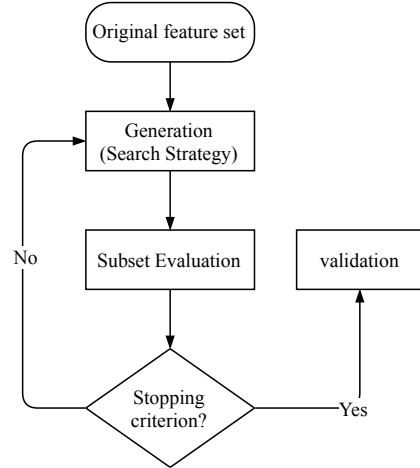 Original feature set
Generation
(Search Strategy)
No
Subset Evaluation
validation
Stopping
criterion?
Yes